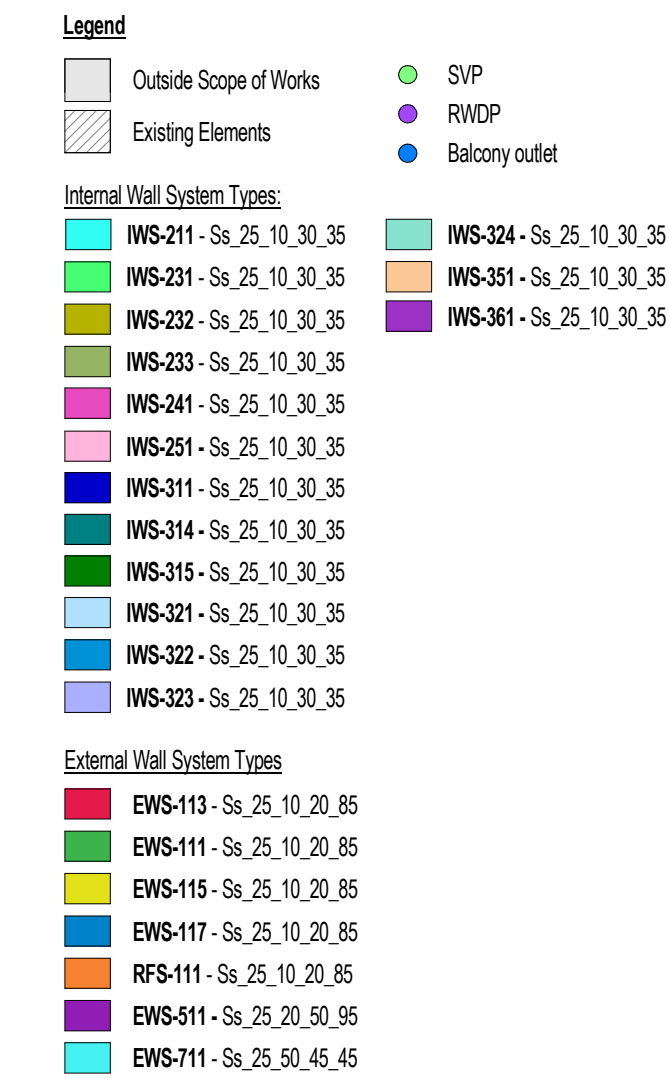 Legend
Outside Scope of Works
Existing Elements
SVP
RWDP
Balcony outlet
Internal Wall System Types:
IWS-211 - Ss_25_10_30_35
IWS-231 - Ss_25_10_30_35
IWS-232 - Ss_25_10_30_35
IWS-233 - Ss_25_10_30_35
IWS-241 - Ss_25_10_30_35
IWS-251 - Ss_25_10_30_35
IWS-311 - Ss_25_10_30_35
IWS-314 - Ss_25_10_30_35
IWS-315 - Ss_25_10_30_35
IWS-321 - Ss_25_10_30_35
IWS-322 - Ss_25_10_30_35
IWS-323 - Ss_25_10_30_35
IWS-324 - Ss_25_10_30_35
IWS-351 - Ss_25_10_30_35
IWS-361 - Ss_25_10_30_35
External Wall System Types
EWS-113 - Ss_25_10_20_85
EWS-111 - Ss_25_10_20_85
EWS-115 - Ss_25_10_20_85
EWS-117 - Ss_25_10_20_85
RFS-111 - Ss_25_10_20_85
EWS-511 - Ss_25_20_50_95
EWS-711 - Ss_25_50_45_45